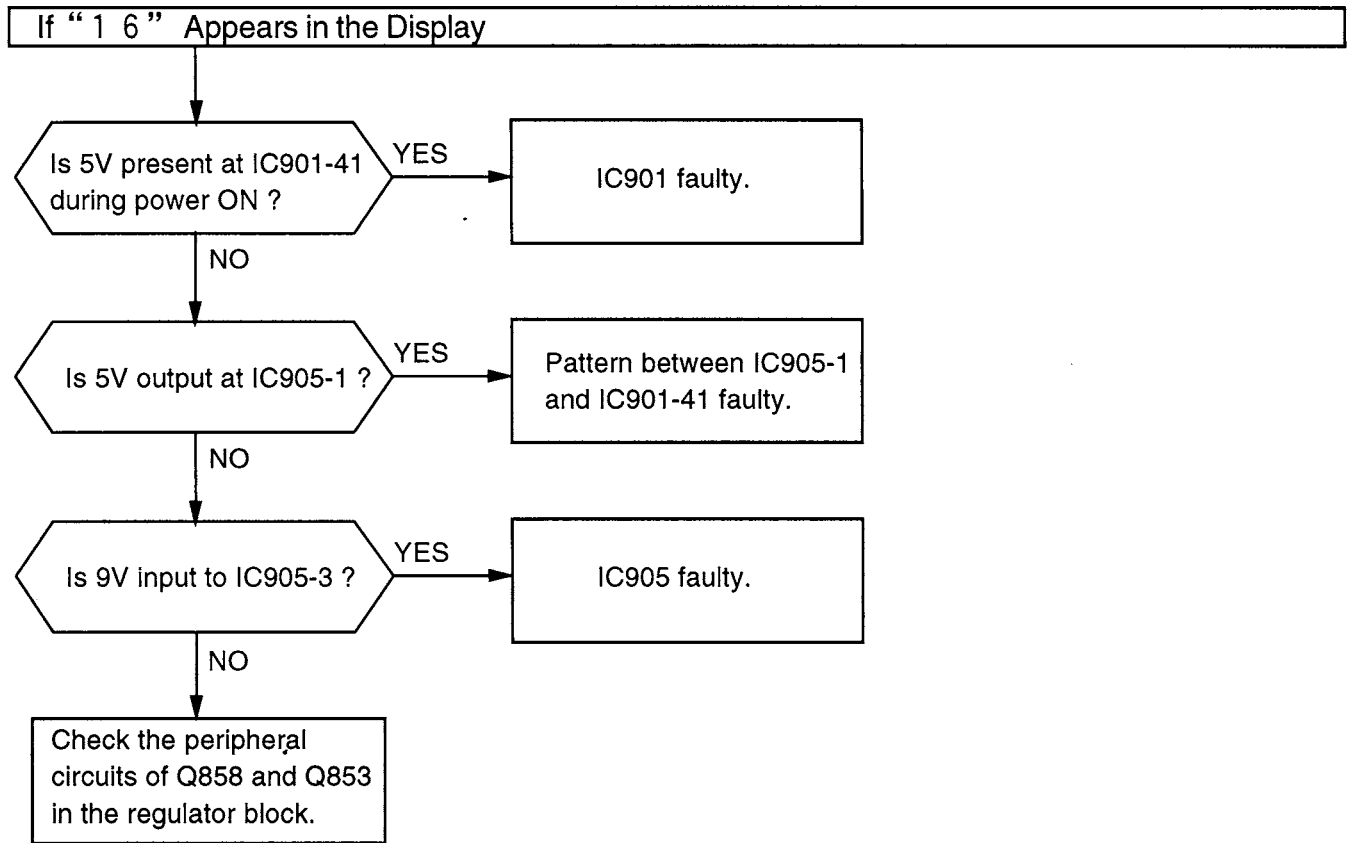 If “ 1 6 ” Appears in the Display
Is 5V present at IC901-41
during power ON ?
YES
IC901 faulty.
NO
Is 5V output at IC905-1 ?
YES
Pattern between IC905-1
and IC901-41 faulty.
NO
Is 9V input to IC905-3 ?
YES
IC905 faulty.
NO
Check the peripheral
circuits of Q858 and Q853
in the regulator block.